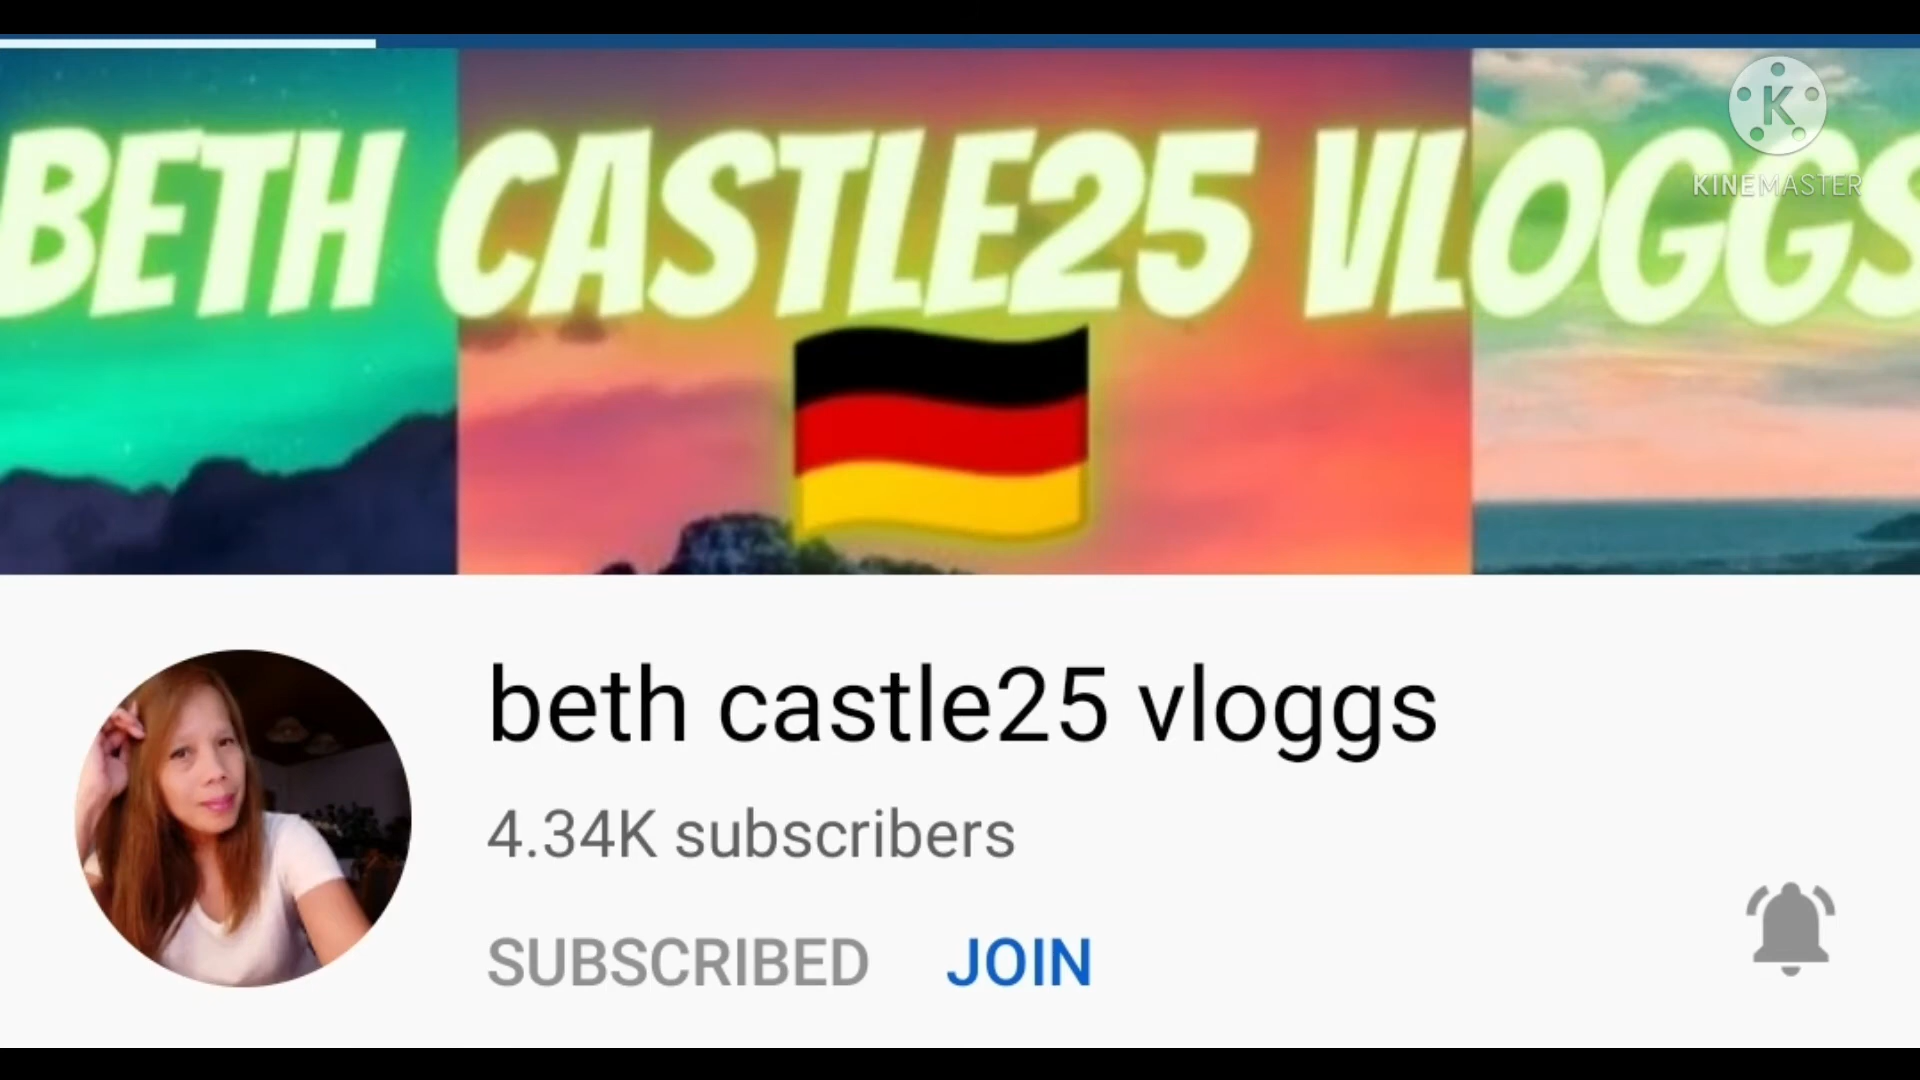 BETH CASTLE25 VLOGGS
K
KINEMASTER
beth castle25 vloggs
4.34K subscribers
SUBSCRIBED JOIN